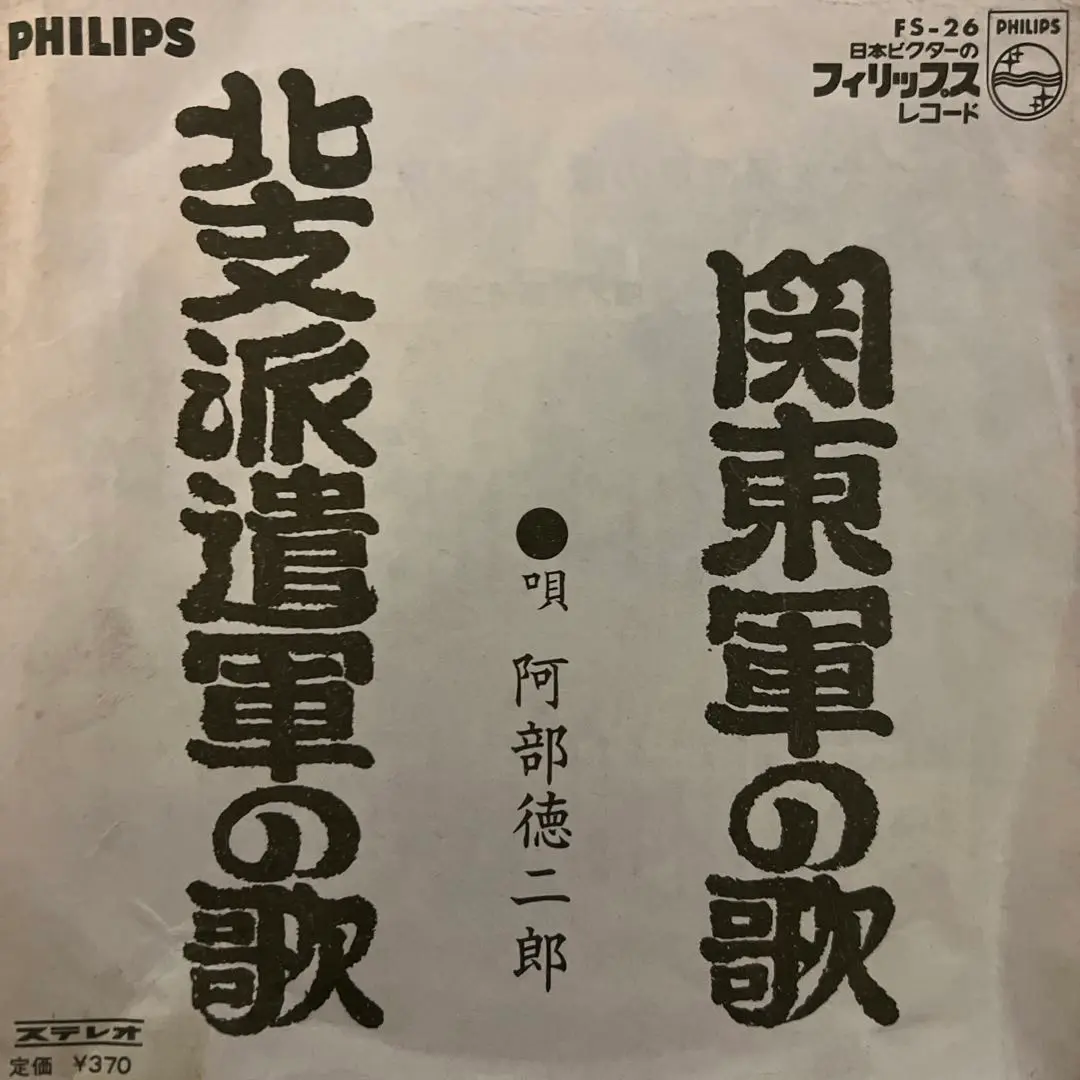 PHILIPS
FS-26
日本ビクターの
フィリップス
レコード
PHILIPS
関東軍の歌
●唄 阿部徳二郎
北支派遣軍の歌
ステレオ
定価 ¥370